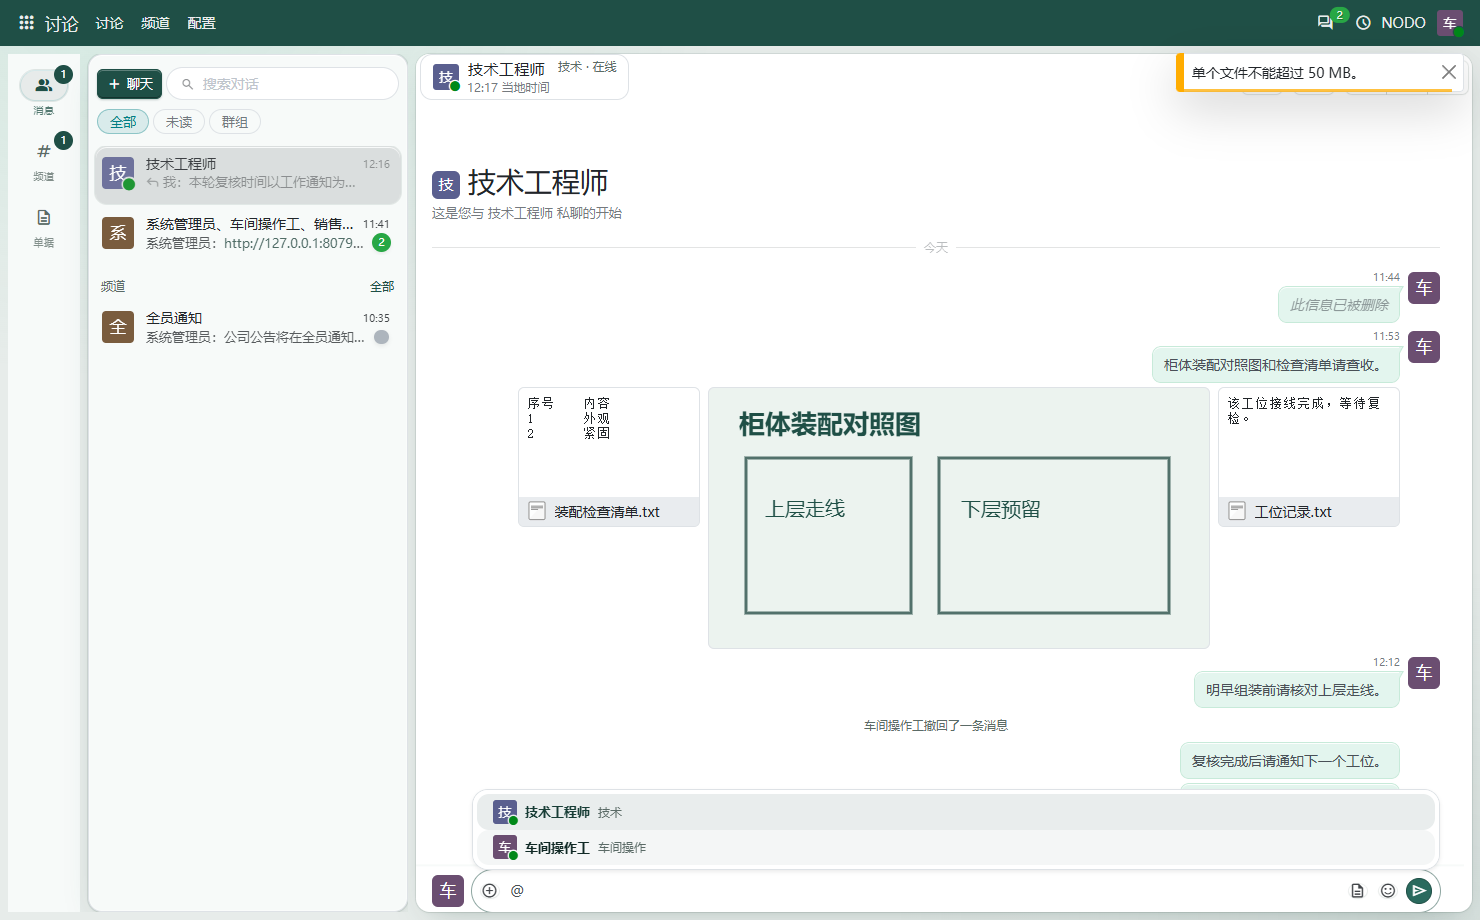 讨论 讨论 频道 配置
2 NODO 车
1
消息
1
频道
单据
+ 聊天 搜索对话
全部 未读 群组
技 技术工程师 12:16
我：本轮复核时间以工作通知为...
系 系统管理员、车间操作工、销售... 11:41
系统管理员：http://127.0.0.1:8079... 2
频道 全部
全 全员通知 10:35
系统管理员：公司公告将在全员通知...
技 技术工程师 技术 · 在线
12:17 当地时间
单个文件不能超过 50 MB。
技 技术工程师
这是您与 技术工程师 私聊的开始
今天
11:44 车
此信息已被删除
11:53 车
柜体装配对照图和检查清单请查收。
序号 内容
1 外观
2 紧固
装配检查清单.txt
柜体装配对照图
上层走线 下层预留
该工位接线完成，等待复
检。
工位记录.txt
12:12 车
明早组装前请核对上层走线。
车间操作工撤回了一条消息
复核完成后请通知下一个工位。
技 技术工程师 技术
车 车间操作工 车间操作
车 @